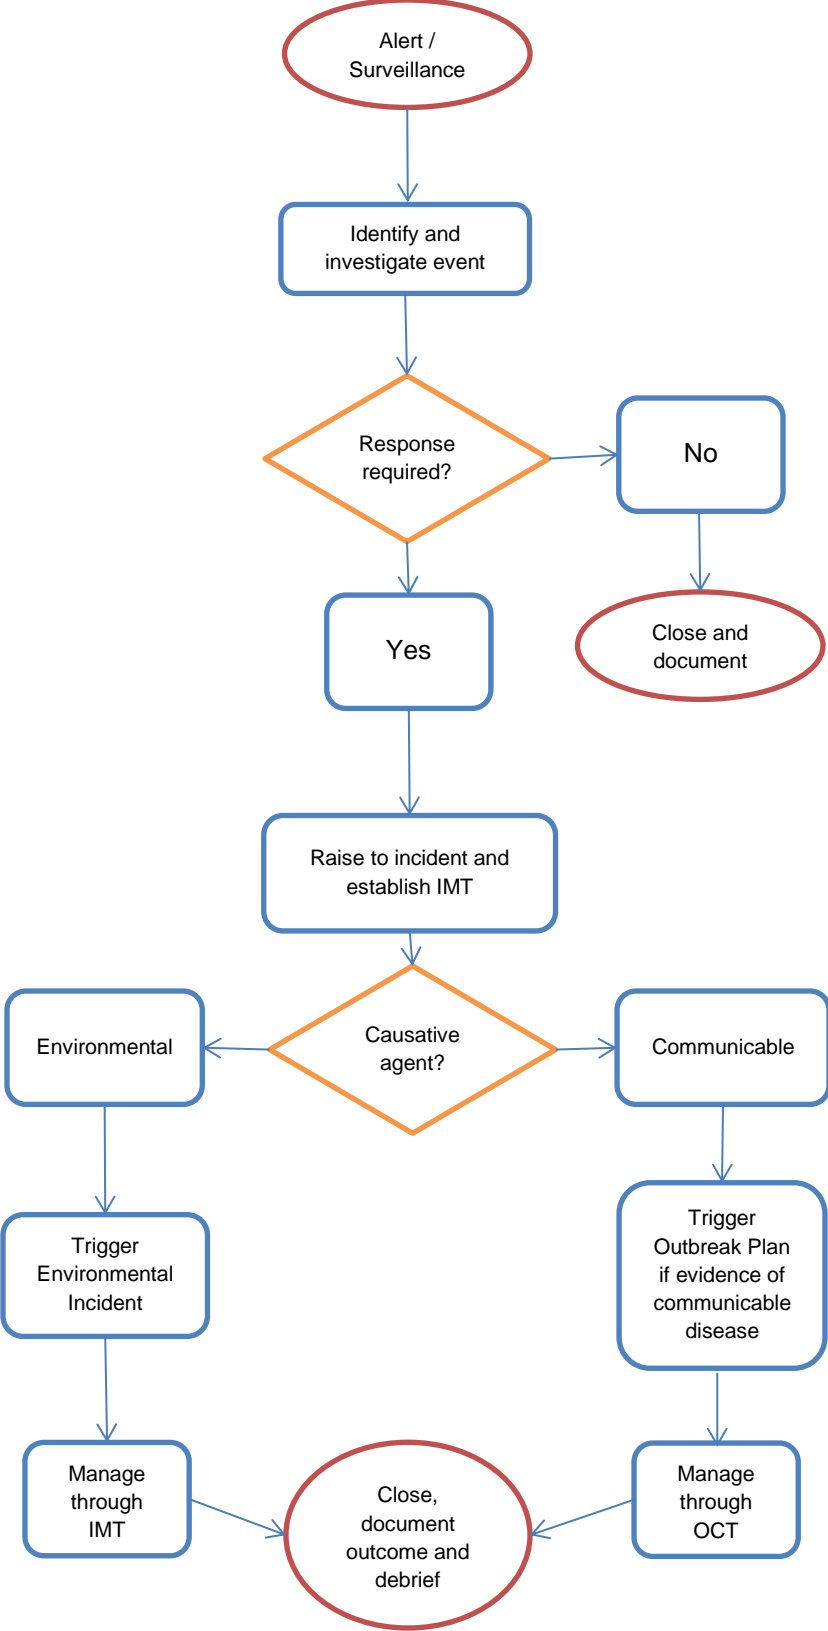 Alert /
Surveillance
Identify and
investigate event
Response
required?
No
Yes
Close and
document
Raise to incident and
establish IMT
Causative
agent?
Environmental
Communicable
Trigger
Environmental
Incident
Trigger
Outbreak Plan
if evidence of
communicable
disease
Manage
through
IMT
Close,
document
outcome and
debrief
Manage
through
OCT